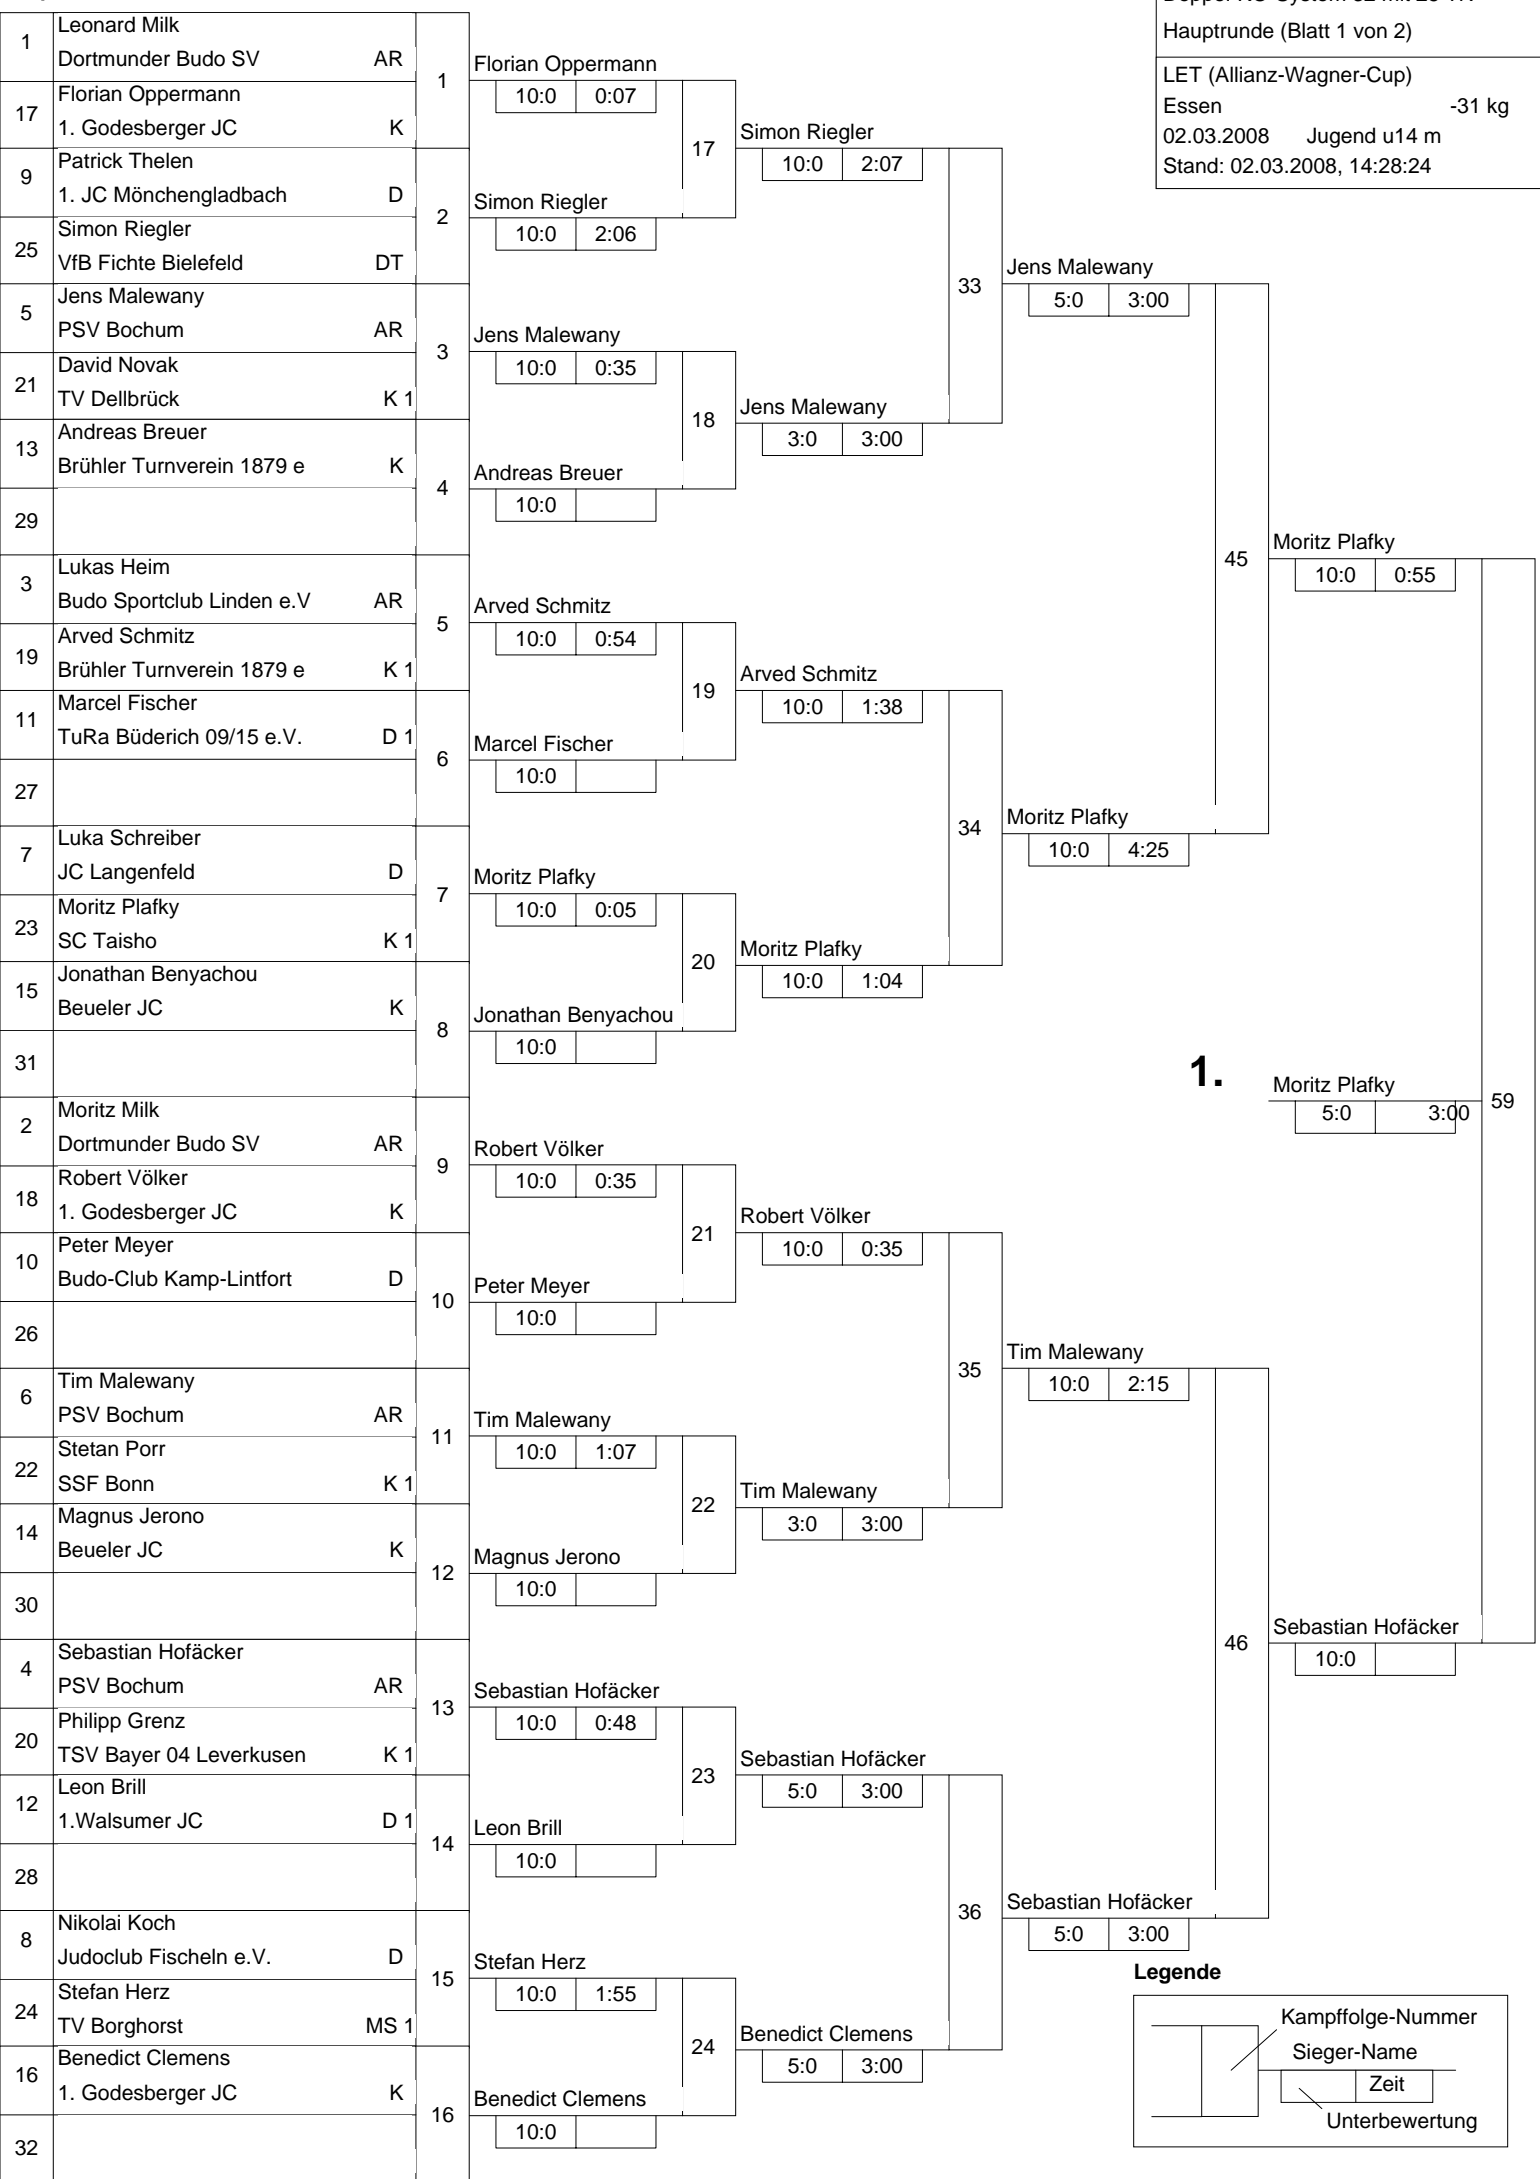 Hauptrunde (Blatt 1 von 2)
LET (Allianz-Wagner-Cup)
Essen -31 kg
02.03.2008 Jugend u14 m
Stand: 02.03.2008, 14:28:24
1 Leonard Milk
Dortmunder Budo SV AR
17 Florian Oppermann
1. Godesberger JC K
9 Patrick Thelen
1. JC Mönchengladbach D
25 Simon Riegler
VfB Fichte Bielefeld DT
5 Jens Malewany
PSV Bochum AR
21 David Novak
TV Dellbrück K 1
13 Andreas Breuer
Brühler Turnverein 1879 e K
29
3 Lukas Heim
Budo Sportclub Linden e.V AR
19 Arved Schmitz
Brühler Turnverein 1879 e K 1
11 Marcel Fischer
TuRa Büderich 09/15 e.V. D 1
27
7 Luka Schreiber
JC Langenfeld D
23 Moritz Plafky
SC Taisho K 1
15 Jonathan Benyachou
Beueler JC K
31
2 Moritz Milk
Dortmunder Budo SV AR
18 Robert Völker
1. Godesberger JC K
10 Peter Meyer
Budo-Club Kamp-Lintfort D
26
6 Tim Malewany
PSV Bochum AR
22 Stetan Porr
SSF Bonn K 1
14 Magnus Jerono
Beueler JC K
30
4 Sebastian Hofäcker
PSV Bochum AR
20 Philipp Grenz
TSV Bayer 04 Leverkusen K 1
12 Leon Brill
1.Walsumer JC D 1
28
8 Nikolai Koch
Judoclub Fischeln e.V. D
24 Stefan Herz
TV Borghorst MS 1
16 Benedict Clemens
1. Godesberger JC K
32
1 Florian Oppermann
10:0 0:07
2 Simon Riegler
10:0 2:06
3 Jens Malewany
10:0 0:35
4 Andreas Breuer
10:0
5 Arved Schmitz
10:0 0:54
6 Marcel Fischer
10:0
7 Moritz Plafky
10:0 0:05
8 Jonathan Benyachou
10:0
9 Robert Völker
10:0 0:35
10 Peter Meyer
10:0
11 Tim Malewany
10:0 1:07
12 Magnus Jerono
10:0
13 Sebastian Hofäcker
10:0 0:48
14 Leon Brill
10:0
15 Stefan Herz
10:0 1:55
16 Benedict Clemens
10:0
17 Simon Riegler
10:0 2:07
18 Jens Malewany
3:0 3:00
19 Arved Schmitz
10:0 1:38
20 Moritz Plafky
10:0 1:04
21 Robert Völker
10:0 0:35
22 Tim Malewany
3:0 3:00
23 Sebastian Hofäcker
5:0 3:00
24 Benedict Clemens
5:0 3:00
33 Jens Malewany
5:0 3:00
34 Moritz Plafky
10:0 4:25
35 Tim Malewany
10:0 2:15
36 Sebastian Hofäcker
5:0 3:00
45 Moritz Plafky
10:0 0:55
46 Sebastian Hofäcker
10:0
1. Moritz Plafky 59
5:0 3:00
Legende
Kampffolge-Nummer
Sieger-Name
Zeit
Unterbewertung